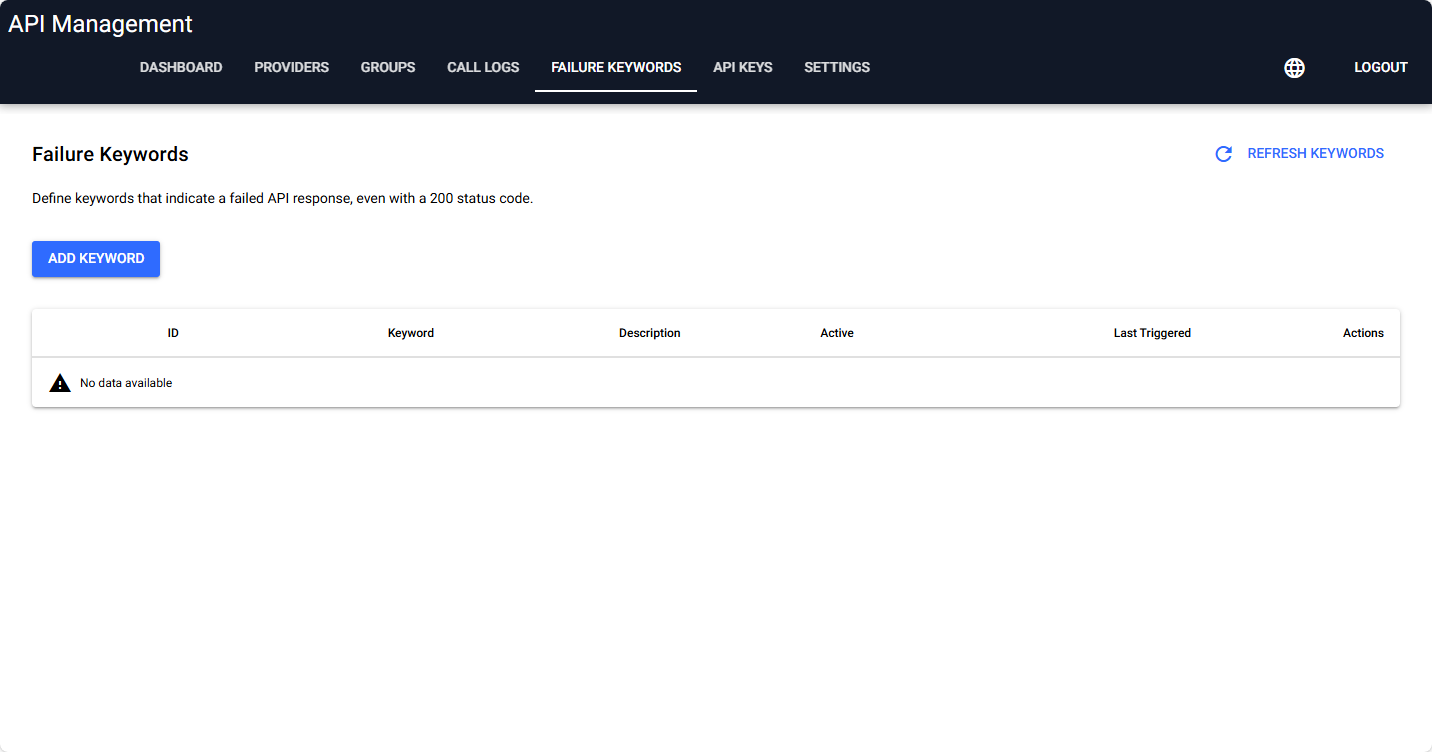 API Management
DASHBOARD PROVIDERS GROUPS CALL LOGS FAILURE KEYWORDS API KEYS SETTINGS LOGOUT
Failure Keywords REFRESH KEYWORDS
Define keywords that indicate a failed API response, even with a 200 status code.
ADD KEYWORD
ID Keyword Description Active Last Triggered Actions
No data available